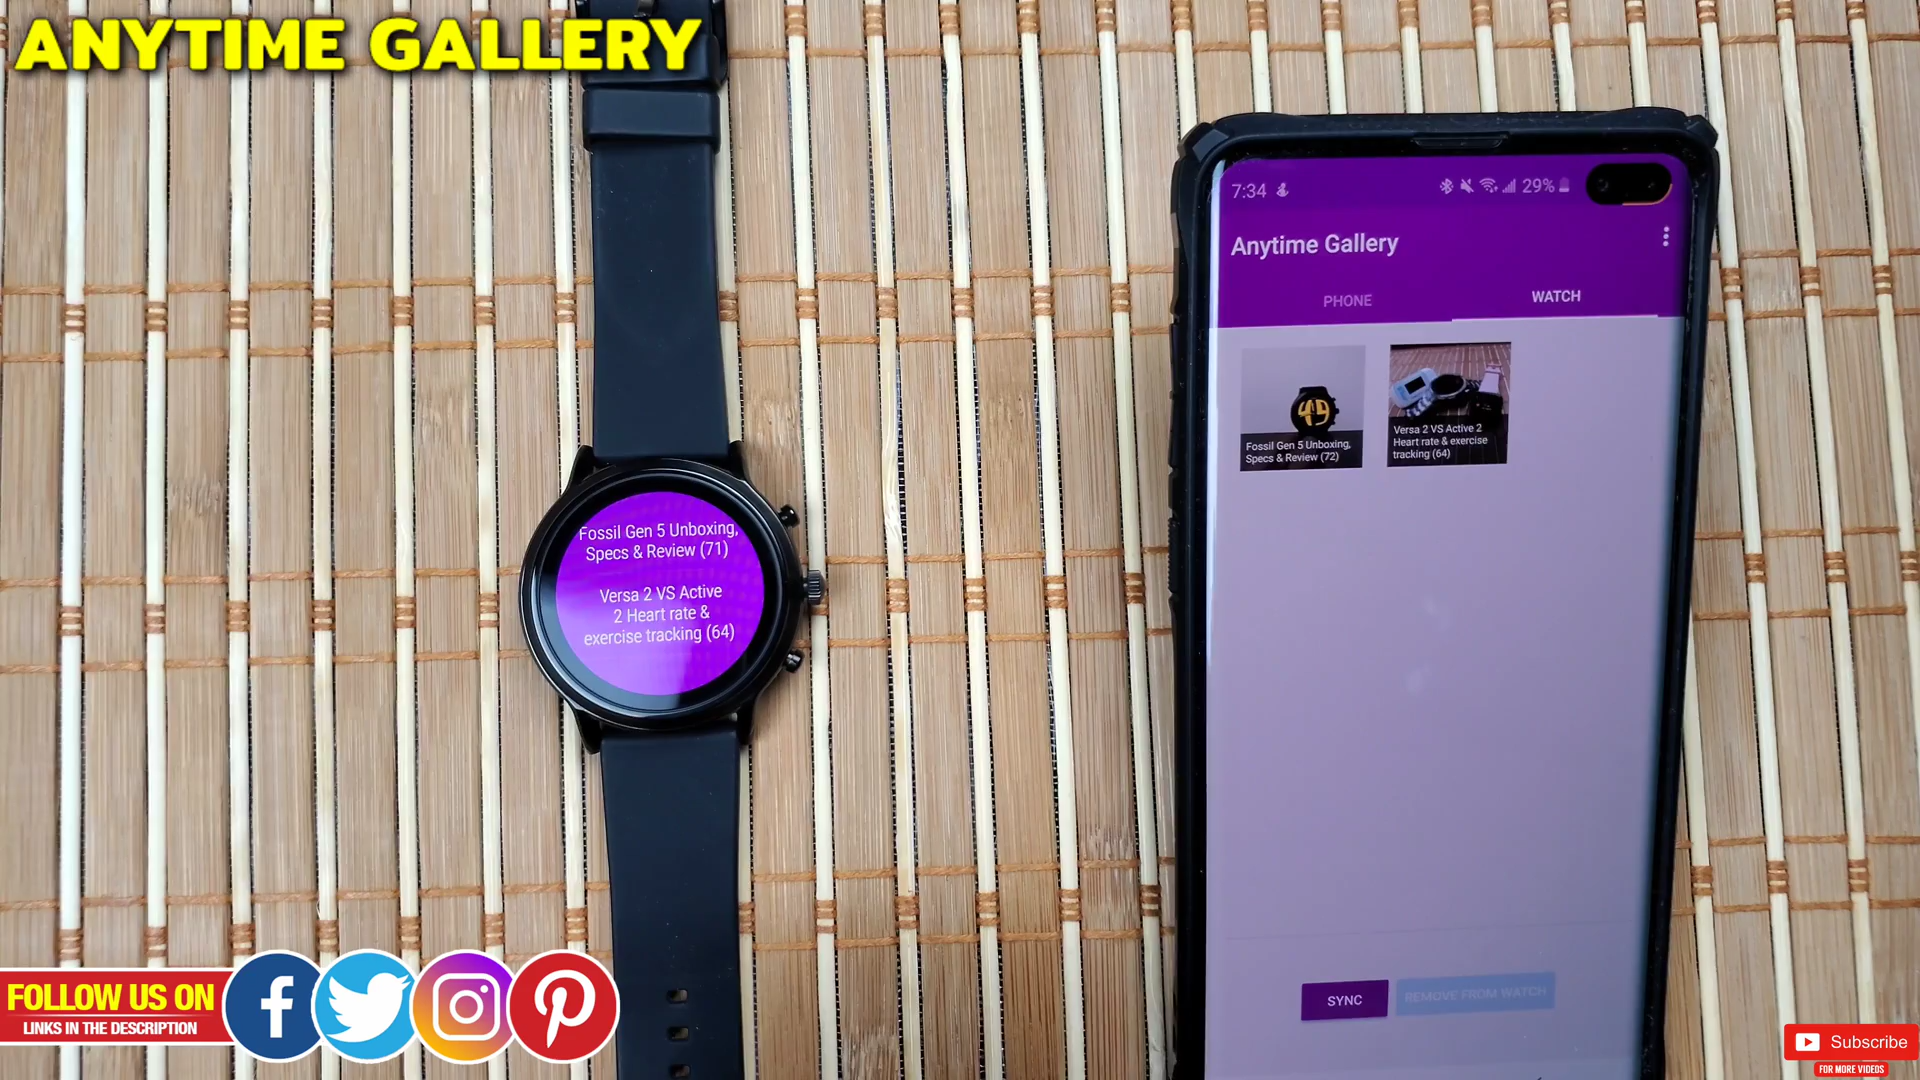 ANYTIME GALLERY
7:34
29%
Anytime Gallery
PHONE
WATCH
49
Fossil Gen 5 Unboxing,
Specs & Review (72)
Versa 2 VS Active 2
Heart rate & exercise
tracking (64)
Fossil Gen 5 Unboxing,
Specs & Review (71)
Versa 2 VS Active
2 Heart rate &
exercise tracking (64)
SYNC
REMOVE FROM WATCH
FOLLOW US ON
LINKS IN THE DESCRIPTION
Subscribe
FOR MORE VIDEOS